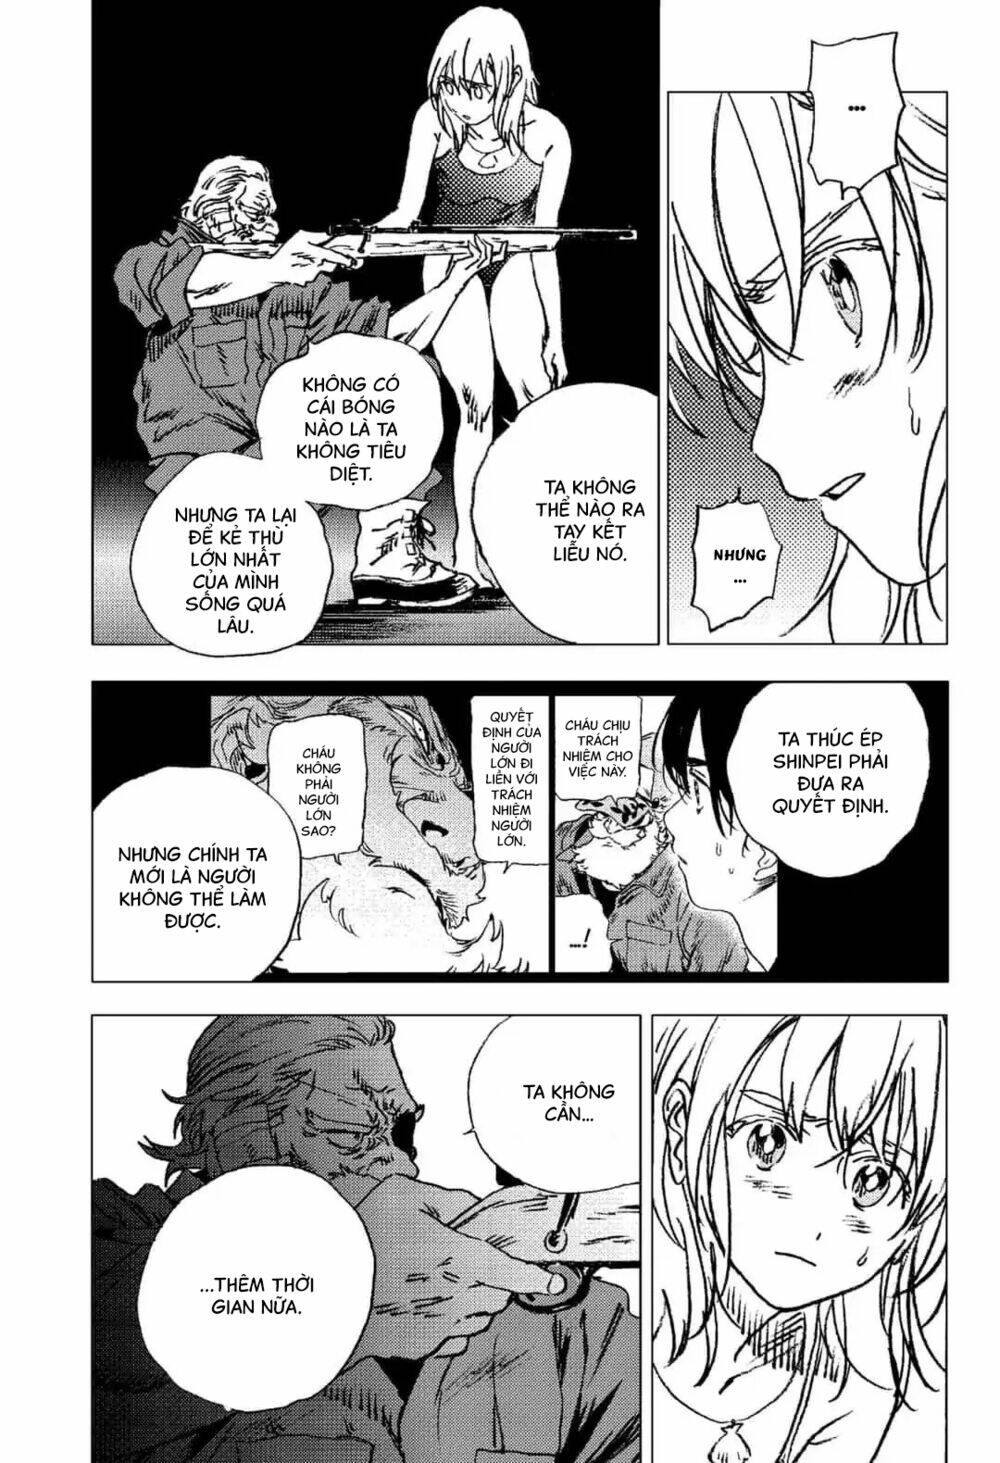 ...
NHƯNG
...
TA KHÔNG
THỂ NÀO RA
TAY KẾT
LIỄU NÓ.
KHÔNG CÓ
CÁI BÓNG
NÀO LÀ TA
KHÔNG TIÊU
DIỆT.
NHƯNG TA LẠI
ĐỂ KẺ THÙ
LỚN NHẤT
CỦA MÌNH
SỐNG QUÁ
LÂU.
TA THÚC ÉP
SHINPEI PHẢI
ĐƯA RA
QUYẾT ĐỊNH.
CHÁU CHỊU
TRÁCH
NHIỆM CHO
VIỆC NÀY.
...!
QUYẾT
ĐỊNH CỦA
NGƯỜI
LỚN ĐI
LIỀN VỚI
TRÁCH
NHIỆM
NGƯỜI
LỚN.
CHÁU
KHÔNG
PHẢI
NGƯỜI
LỚN
SAO?
NHƯNG CHÍNH TA
MỚI LÀ NGƯỜI
KHÔNG THỂ LÀM
ĐƯỢC.
TA KHÔNG
CẦN...
...THÊM THỜI
GIAN NỮA.